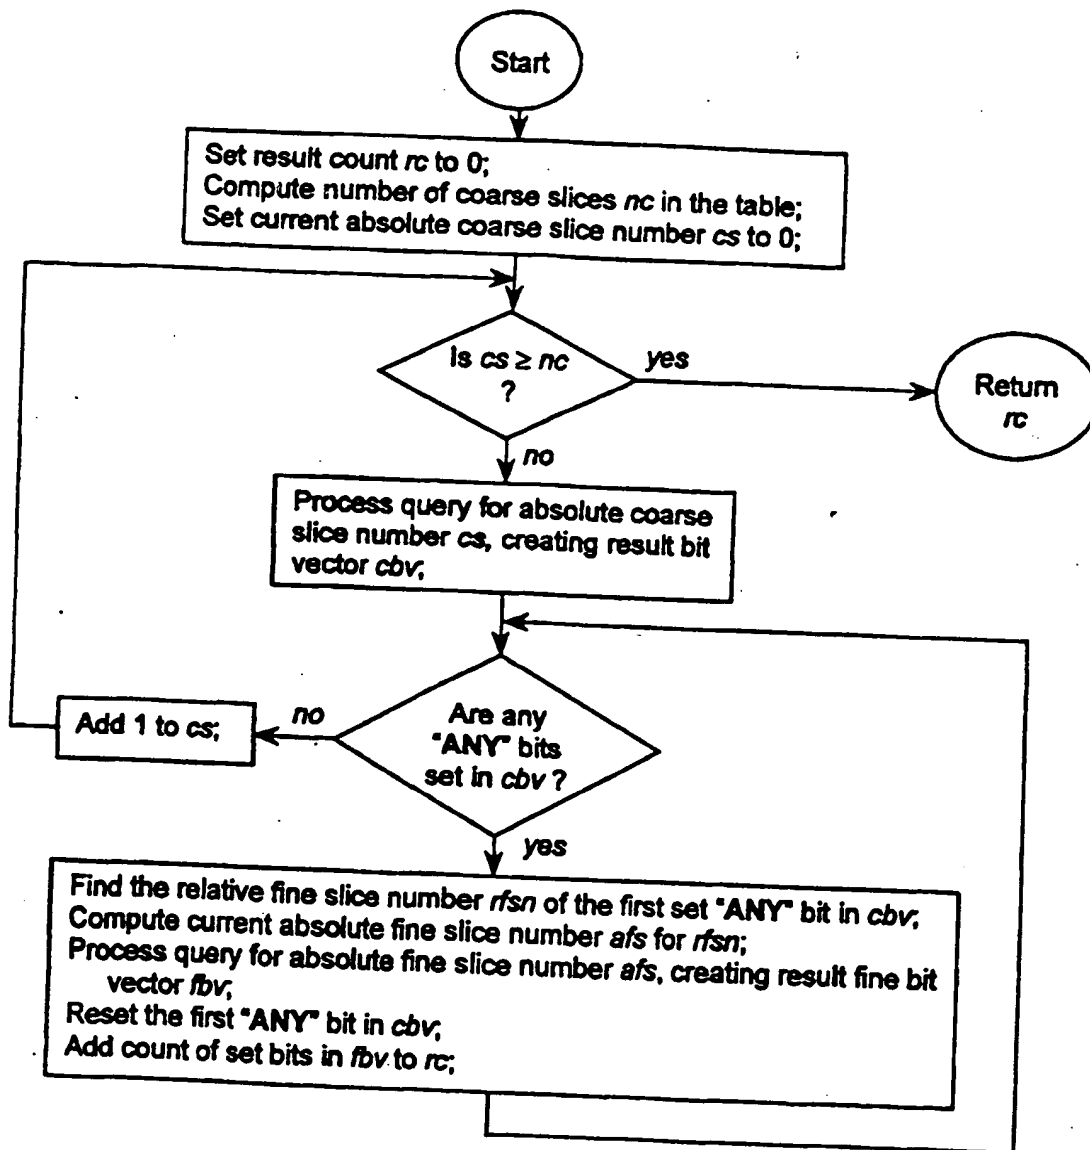 Start
Set result count rc to 0;
Compute number of coarse slices nc in the table;
Set current absolute coarse slice number cs to 0;
Is cs ≥ nc
?
yes
Return
rc
no
Process query for absolute coarse
slice number cs, creating result bit
vector cbv;
Add 1 to cs;
no
Are any
"ANY" bits
set in cbv ?
yes
Find the relative fine slice number rfsn of the first set "ANY" bit in cbv;
Compute current absolute fine slice number afs for rfsn;
Process query for absolute fine slice number afs, creating result fine bit
vector fbv;
Reset the first "ANY" bit in cbv;
Add count of set bits in fbv to rc;